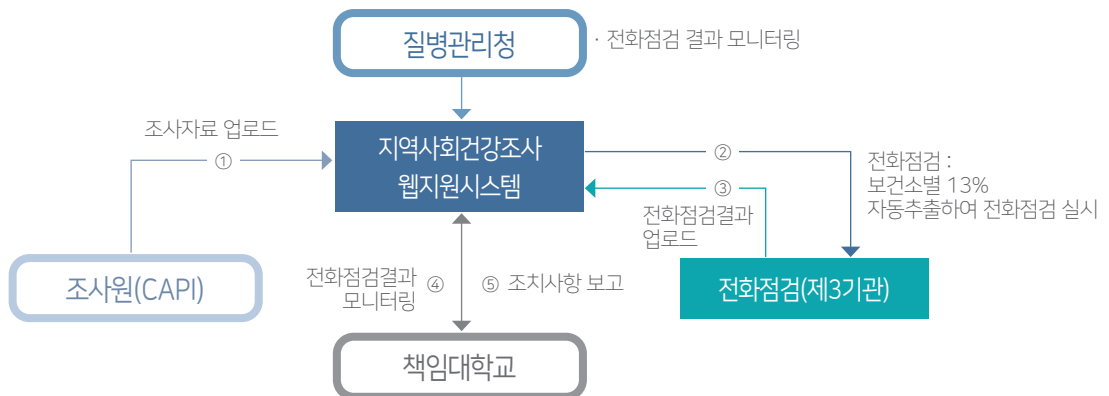 질병관리청
· 전화점검 결과 모니터링
조사자료 업로드
①
지역사회건강조사
웹지원시스템
②
③
전화점검 :
보건소별 13%
자동추출하여 전화점검 실시
전화점검결과
업로드
조사원(CAPI)
전화점검결과
모니터링
④
⑤ 조치사항 보고
전화점검(제3기관)
책임대학교